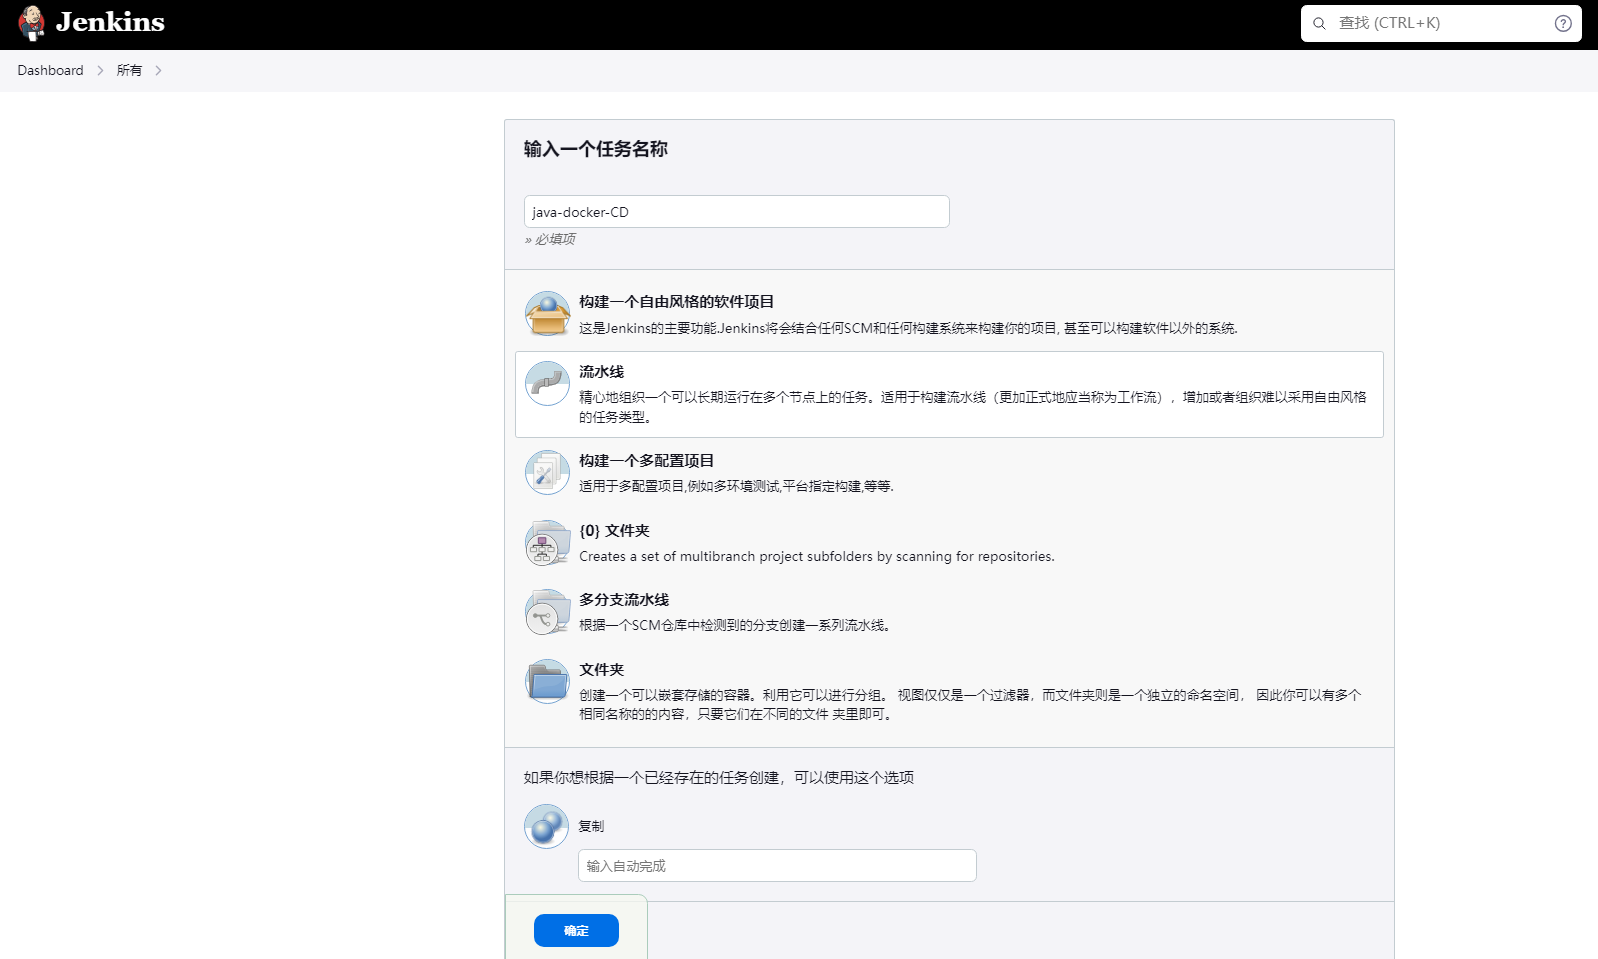 Jenkins
查找 (CTRL+K)
Dashboard
所有
输入一个任务名称
java-docker-CD
» 必填项
构建一个自由风格的软件项目
这是Jenkins的主要功能.Jenkins将会结合任何SCM和任何构建系统来构建你的项目, 甚至可以构建软件以外的系统.
流水线
精心地组织一个可以长期运行在多个节点上的任务。适用于构建流水线（更加正式地应当称为工作流），增加或者组织难以采用自由风格
的任务类型。
构建一个多配置项目
适用于多配置项目,例如多环境测试,平台指定构建,等等.
{0} 文件夹
Creates a set of multibranch project subfolders by scanning for repositories.
多分支流水线
根据一个SCM仓库中检测到的分支创建一系列流水线。
文件夹
创建一个可以嵌套存储的容器。利用它可以进行分组。 视图仅仅是一个过滤器，而文件夹则是一个独立的命名空间， 因此你可以有多个
相同名称的的内容，只要它们在不同的文件 夹里即可。
如果你想根据一个已经存在的任务创建，可以使用这个选项
复制
输入自动完成
确定